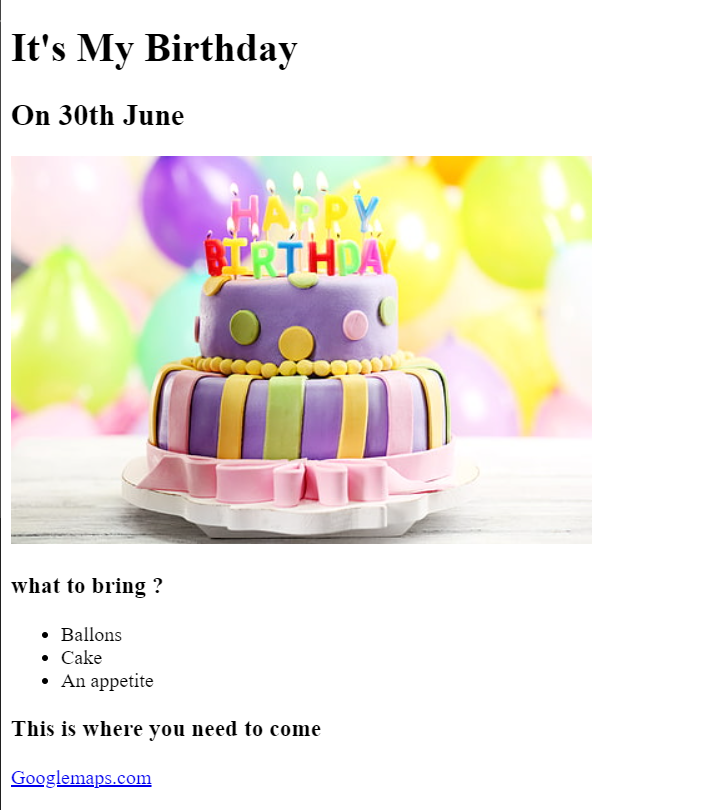 It's My Birthday
On 30th June
HAPPY
BIRTHDAY
what to bring ?
Ballons
Cake
An appetite
This is where you need to come
Googlemaps.com